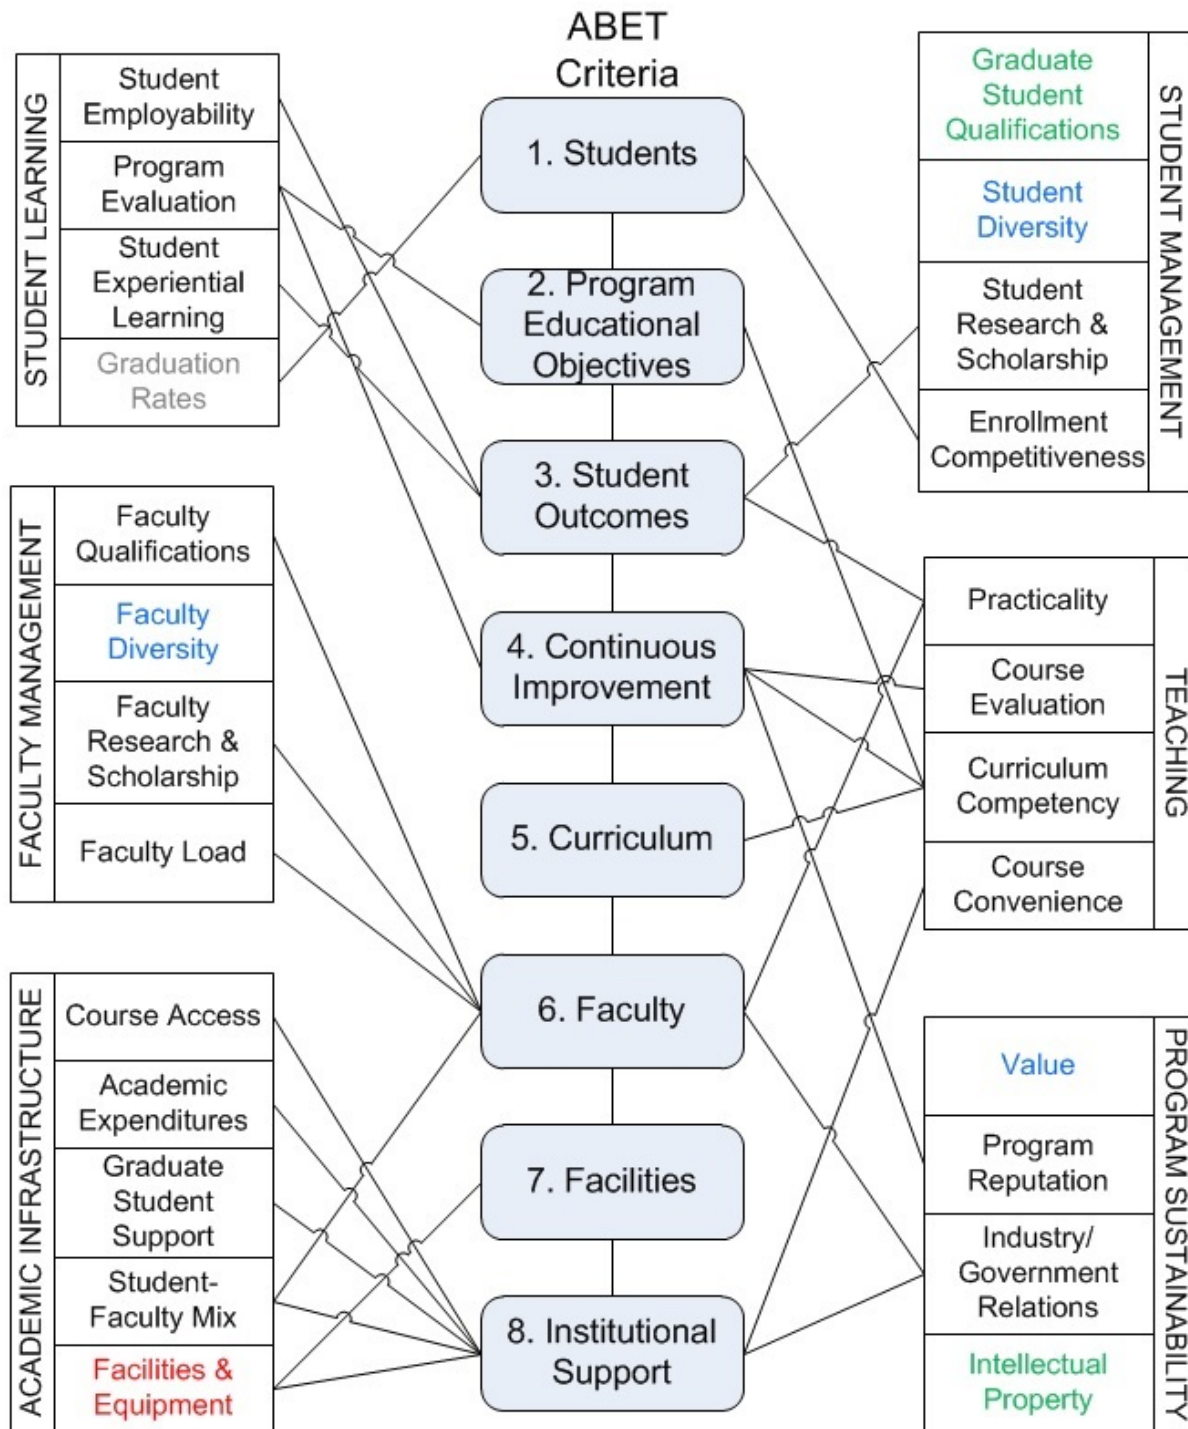 ABET
Criteria
STUDENT LEARNING
Student
Employability
Program
Evaluation
Student
Experiential
Learning
Graduation
Rates
FACULTY MANAGEMENT
Faculty
Qualifications
Faculty
Diversity
Faculty
Research &
Scholarship
Faculty Load
ACADEMIC INFRASTRUCTURE
Course Access
Academic
Expenditures
Graduate
Student
Support
Student-
Faculty Mix
Facilities &
Equipment
1. Students
2. Program
Educational
Objectives
3. Student
Outcomes
4. Continuous
Improvement
5. Curriculum
6. Faculty
7. Facilities
8. Institutional
Support
Graduate
Student
Qualifications
Student
Diversity
Student
Research &
Scholarship
Enrollment
Competitiveness
STUDENT MANAGEMENT
Practicality
Course
Evaluation
Curriculum
Competency
Course
Convenience
TEACHING
Value
Program
Reputation
Industry/
Government
Relations
Intellectual
Property
PROGRAM SUSTAINABILITY